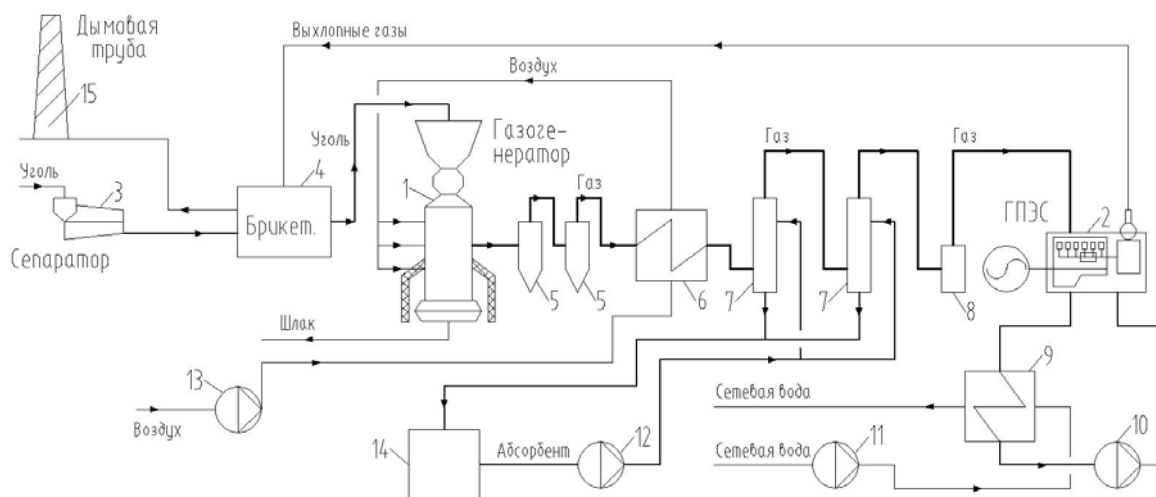 Дымовая
труба
15
Выхлопные газы
Воздух
Уголь
3
Сепаратор
4
Брикет.
Уголь
Газоге-
нератор
1
Газ
5
5
6
Газ
7
7
Газ
8
ГПЭС
2
Шлак
13
Воздух
14
Абсорбент
12
Сетевая вода
9
Сетевая вода
11
10